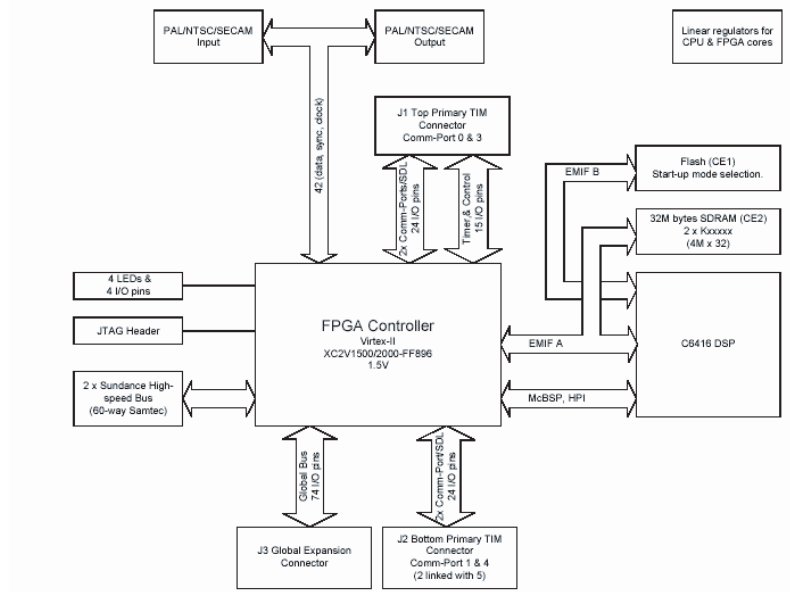 PAL/NTSC/SECAM
Input
PAL/NTSC/SECAM
Output
Linear regulators for
CPU & FPGA cores
42 (data, sync, clock)
J1 Top Primary TIM
Connector
Comm-Port 0 & 3
2x Comm-Ports/SDL
24 I/O pins
Timer,& Control
15 I/O pins
EMIF B
Flash (CE1)
Start-up mode selection.
32M bytes SDRAM (CE2)
2 x Kxxxxx
(4M x 32)
4 LEDs &
4 I/O pins
JTAG Header
2 x Sundance High-
speed Bus
(60-way Samtec)
FPGA Controller
Virtex-II
XC2V1500/2000-FF896
1.5V
EMIF A
McBSP, HPI
C6416 DSP
Global Bus
74 I/O pins
2x Comm-Port/SDL
24 I/O pins
J3 Global Expansion
Connector
J2 Bottom Primary TIM
Connector
Comm-Port 1 & 4
(2 linked with 5)